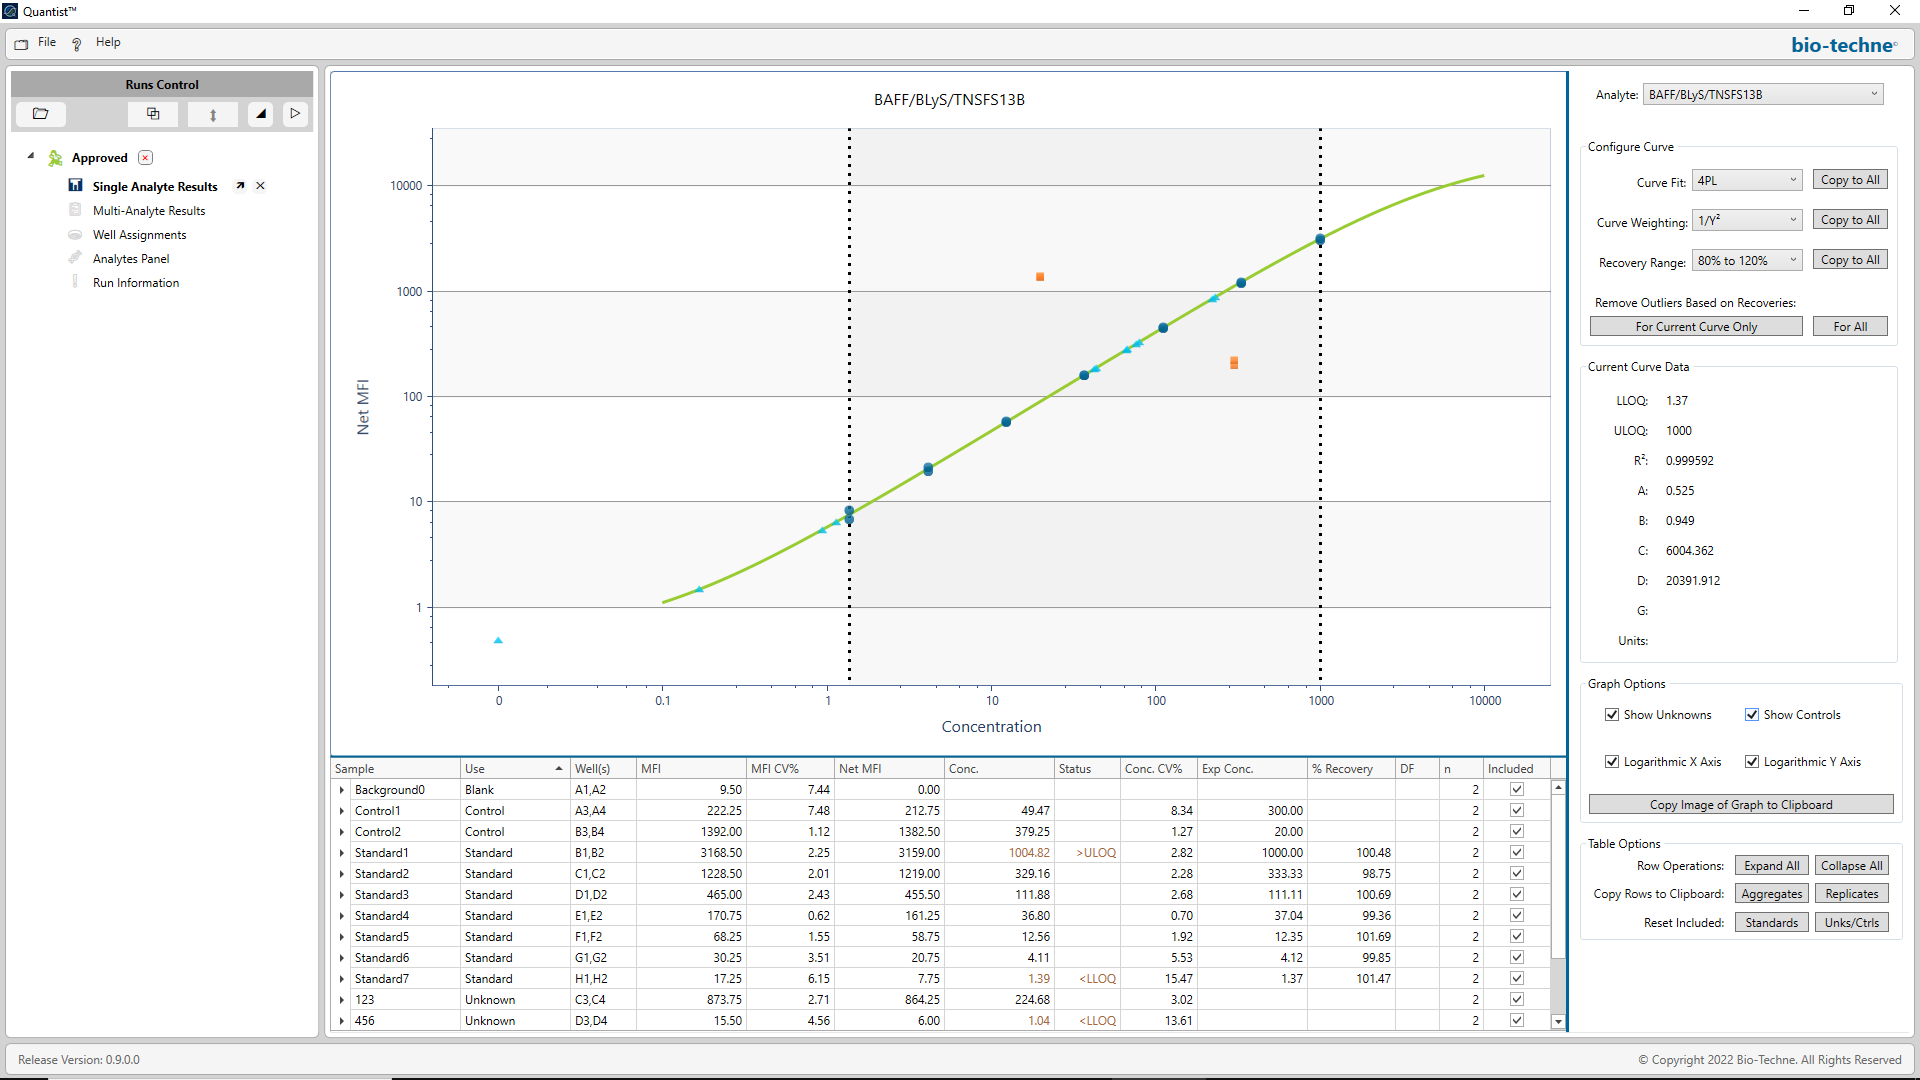 Quantist™
File ? Help
bio-techne®
Runs Control
Approved
Single Analyte Results
Multi-Analyte Results
Well Assignments
Analytes Panel
Run Information
BAFF/BLyS/TNSFS13B
10000
1000
100
10
1
Net MFI
0 0.1 1 10 100 1000 10000
Concentration
Sample Use Well(s) MFI MFI CV% Net MFI Conc. Status Conc. CV% Exp Conc. % Recovery DF n Included
Background0 Blank A1,A2 9.50 7.44 0.00 2
Control1 Control A3,A4 222.25 7.48 212.75 49.47 8.34 300.00 2
Control2 Control B3,B4 1392.00 1.12 1382.50 379.25 1.27 20.00 2
Standard1 Standard B1,B2 3168.50 2.25 3159.00 1004.82 >ULOQ 2.82 1000.00 100.48 2
Standard2 Standard C1,C2 1228.50 2.01 1219.00 329.16 2.28 333.33 98.75 2
Standard3 Standard D1,D2 465.00 2.43 455.50 111.88 2.68 111.11 100.69 2
Standard4 Standard E1,E2 170.75 0.62 161.25 36.80 0.70 37.04 99.36 2
Standard5 Standard F1,F2 68.25 1.55 58.75 12.56 1.92 12.35 101.69 2
Standard6 Standard G1,G2 30.25 3.51 20.75 4.11 5.53 4.12 99.85 2
Standard7 Standard H1,H2 17.25 6.15 7.75 1.39 <LLOQ 15.47 1.37 101.47 2
123 Unknown C3,C4 873.75 2.71 864.25 224.68 3.02 2
456 Unknown D3,D4 15.50 4.56 6.00 1.04 <LLOQ 13.61 2
Analyte: BAFF/BLyS/TNSFS13B
Configure Curve
Curve Fit: 4PL Copy to All
Curve Weighting: 1/Y² Copy to All
Recovery Range: 80% to 120% Copy to All
Remove Outliers Based on Recoveries:
For Current Curve Only For All
Current Curve Data
LLOQ: 1.37
ULOQ: 1000
R²: 0.999592
A: 0.525
B: 0.949
C: 6004.362
D: 20391.912
G:
Units:
Graph Options
Show Unknowns Show Controls
Logarithmic X Axis Logarithmic Y Axis
Copy Image of Graph to Clipboard
Table Options
Row Operations: Expand All Collapse All
Copy Rows to Clipboard: Aggregates Replicates
Reset Included: Standards Unks/Ctrls
Release Version: 0.9.0.0
© Copyright 2022 Bio-Techne. All Rights Reserved